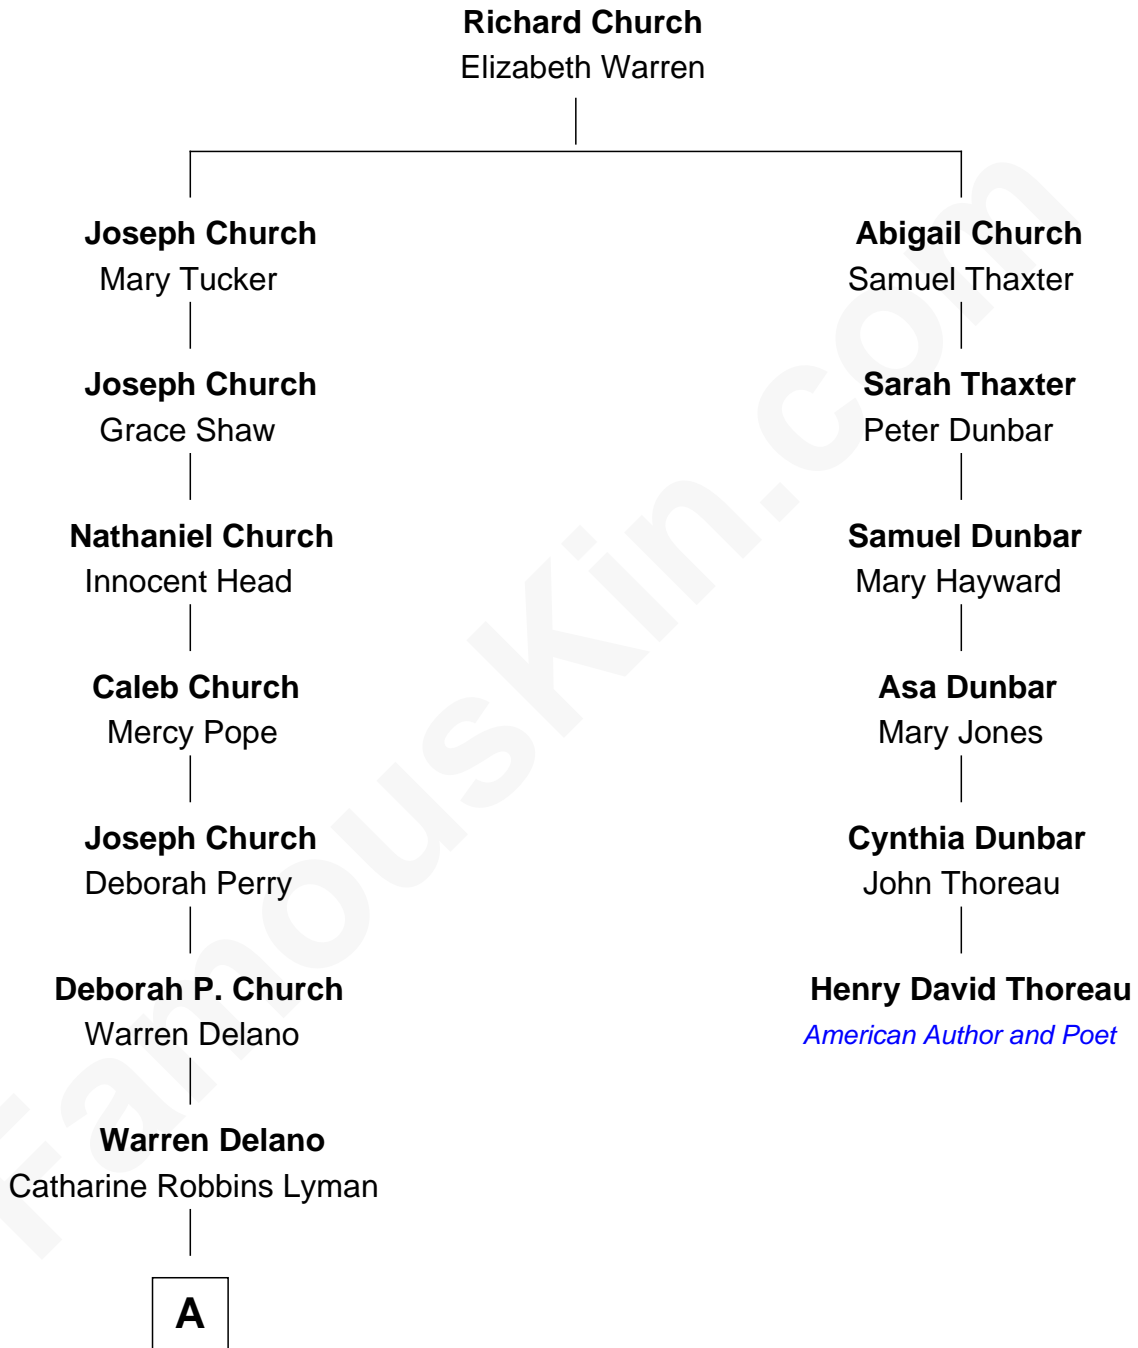 Richard Church
Elizabeth Warren
Joseph Church
Mary Tucker
Abigail Church
Samuel Thaxter
Joseph Church
Grace Shaw
Sarah Thaxter
Peter Dunbar
Nathaniel Church
Innocent Head
Samuel Dunbar
Mary Hayward
Caleb Church
Mercy Pope
Asa Dunbar
Mary Jones
Joseph Church
Deborah Perry
Cynthia Dunbar
John Thoreau
Deborah P. Church
Warren Delano
Henry David Thoreau
American Author and Poet
Warren Delano
Catharine Robbins Lyman
A
FamousKin.com